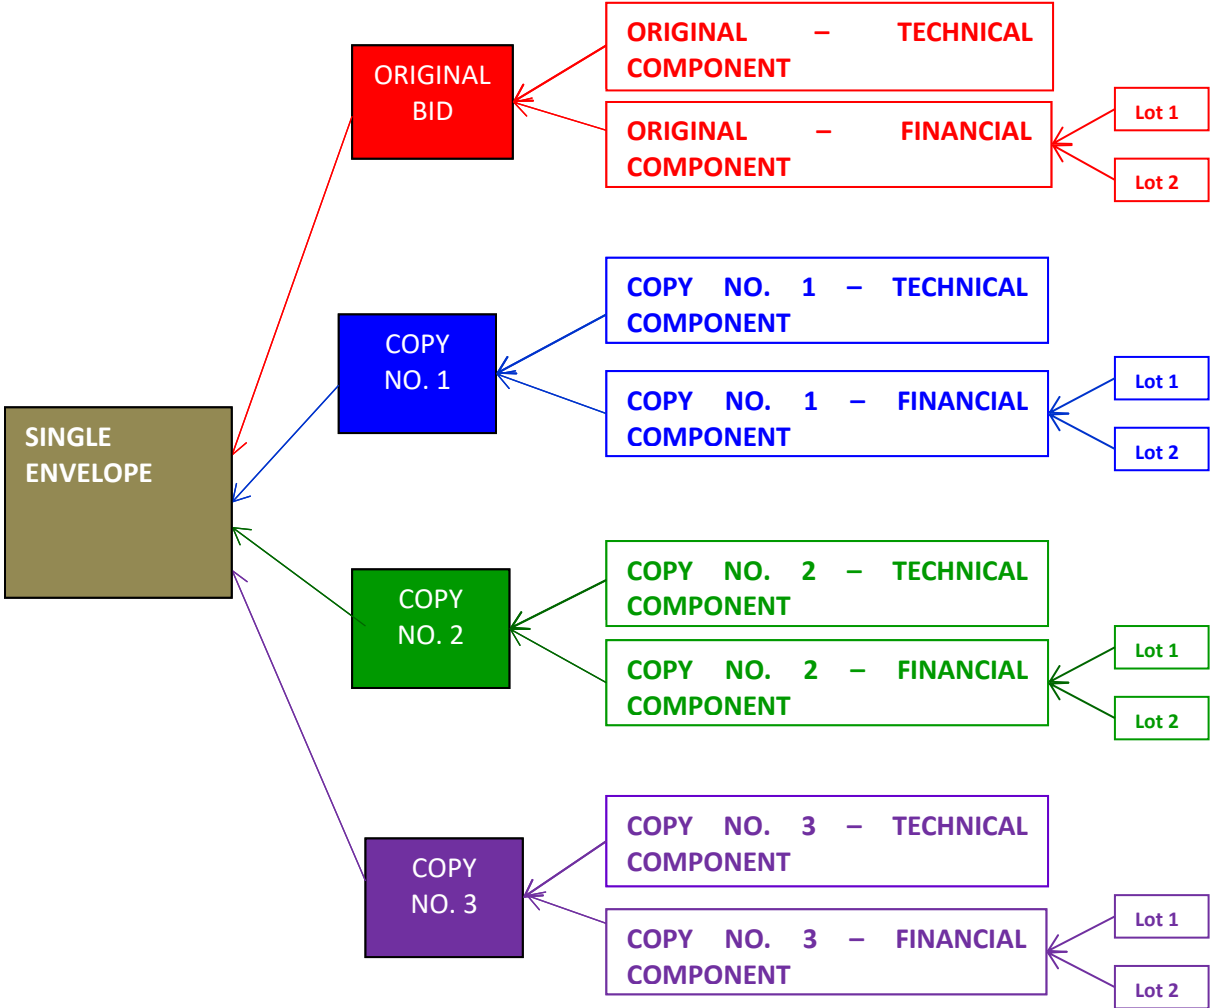 ORIGINAL – TECHNICAL
COMPONENT
ORIGINAL
BID
ORIGINAL – FINANCIAL
COMPONENT
Lot 1
Lot 2
COPY NO. 1 – TECHNICAL
COMPONENT
COPY
NO. 1
COPY NO. 1 – FINANCIAL
COMPONENT
Lot 1
Lot 2
SINGLE
ENVELOPE
COPY NO. 2 – TECHNICAL
COMPONENT
COPY
NO. 2
COPY NO. 2 – FINANCIAL
COMPONENT
Lot 1
Lot 2
COPY NO. 3 – TECHNICAL
COMPONENT
COPY
NO. 3
COPY NO. 3 – FINANCIAL
COMPONENT
Lot 1
Lot 2